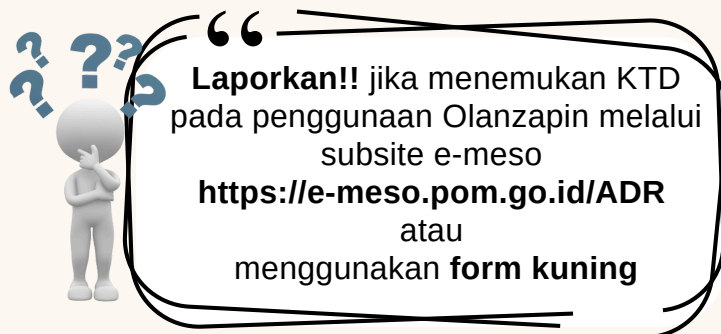 “
Laporkan!! jika menemukan KTD
pada penggunaan Olanzapin melalui
subsite e-meso
https://e-meso.pom.go.id/ADR
atau
menggunakan form kuning
? ? ? ? ?